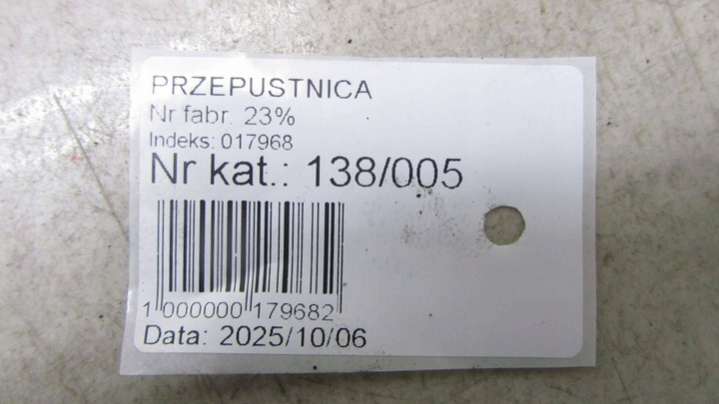 PRZEPUSTNICA
Nr fabr. 23%
Indeks: 017968
Nr kat.: 138/005
1 000000 179682
Data: 2025/10/06